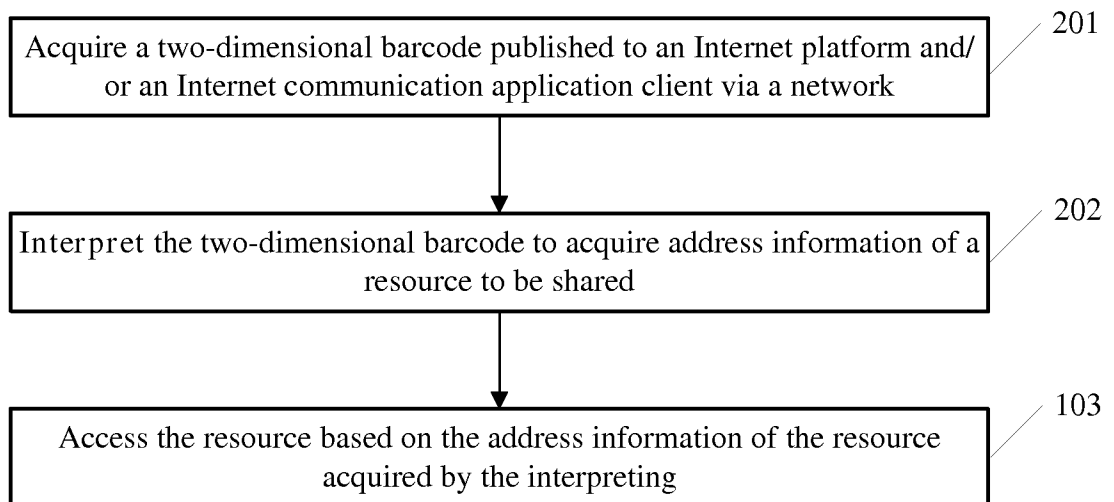 201
Acquire a two-dimensional barcode published to an Internet platform and/
or an Internet communication application client via a network
202
Interpret the two-dimensional barcode to acquire address information of a
resource to be shared
103
Access the resource based on the address information of the resource
acquired by the interpreting